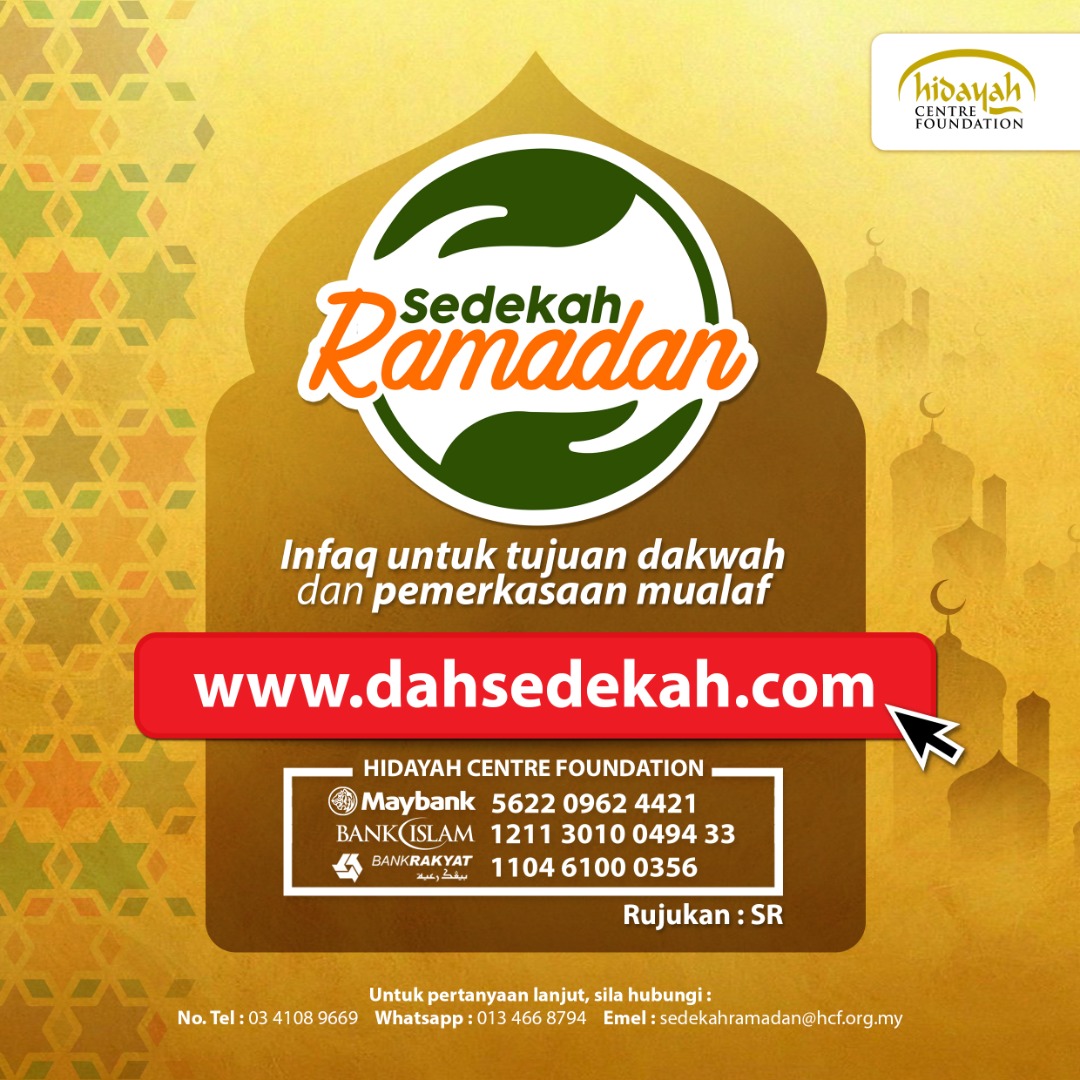 hidayah
CENTRE
FOUNDATION
Sedekah
Ramadan
Infaq untuk tujuan dakwah
dan pemerkasaan mualaf
www.dahsedekah.com
HIDAYAH CENTRE FOUNDATION
Maybank 5622 0962 4421
BANK ISLAM 1211 3010 0494 33
BANKRAKYAT 1104 6100 0356
بيڤک رعية
Rujukan : SR
Untuk pertanyaan lanjut, sila hubungi :
No. Tel : 03 4108 9669 Whatsapp : 013 466 8794 Emel : sedekahramadan@hcf.org.my